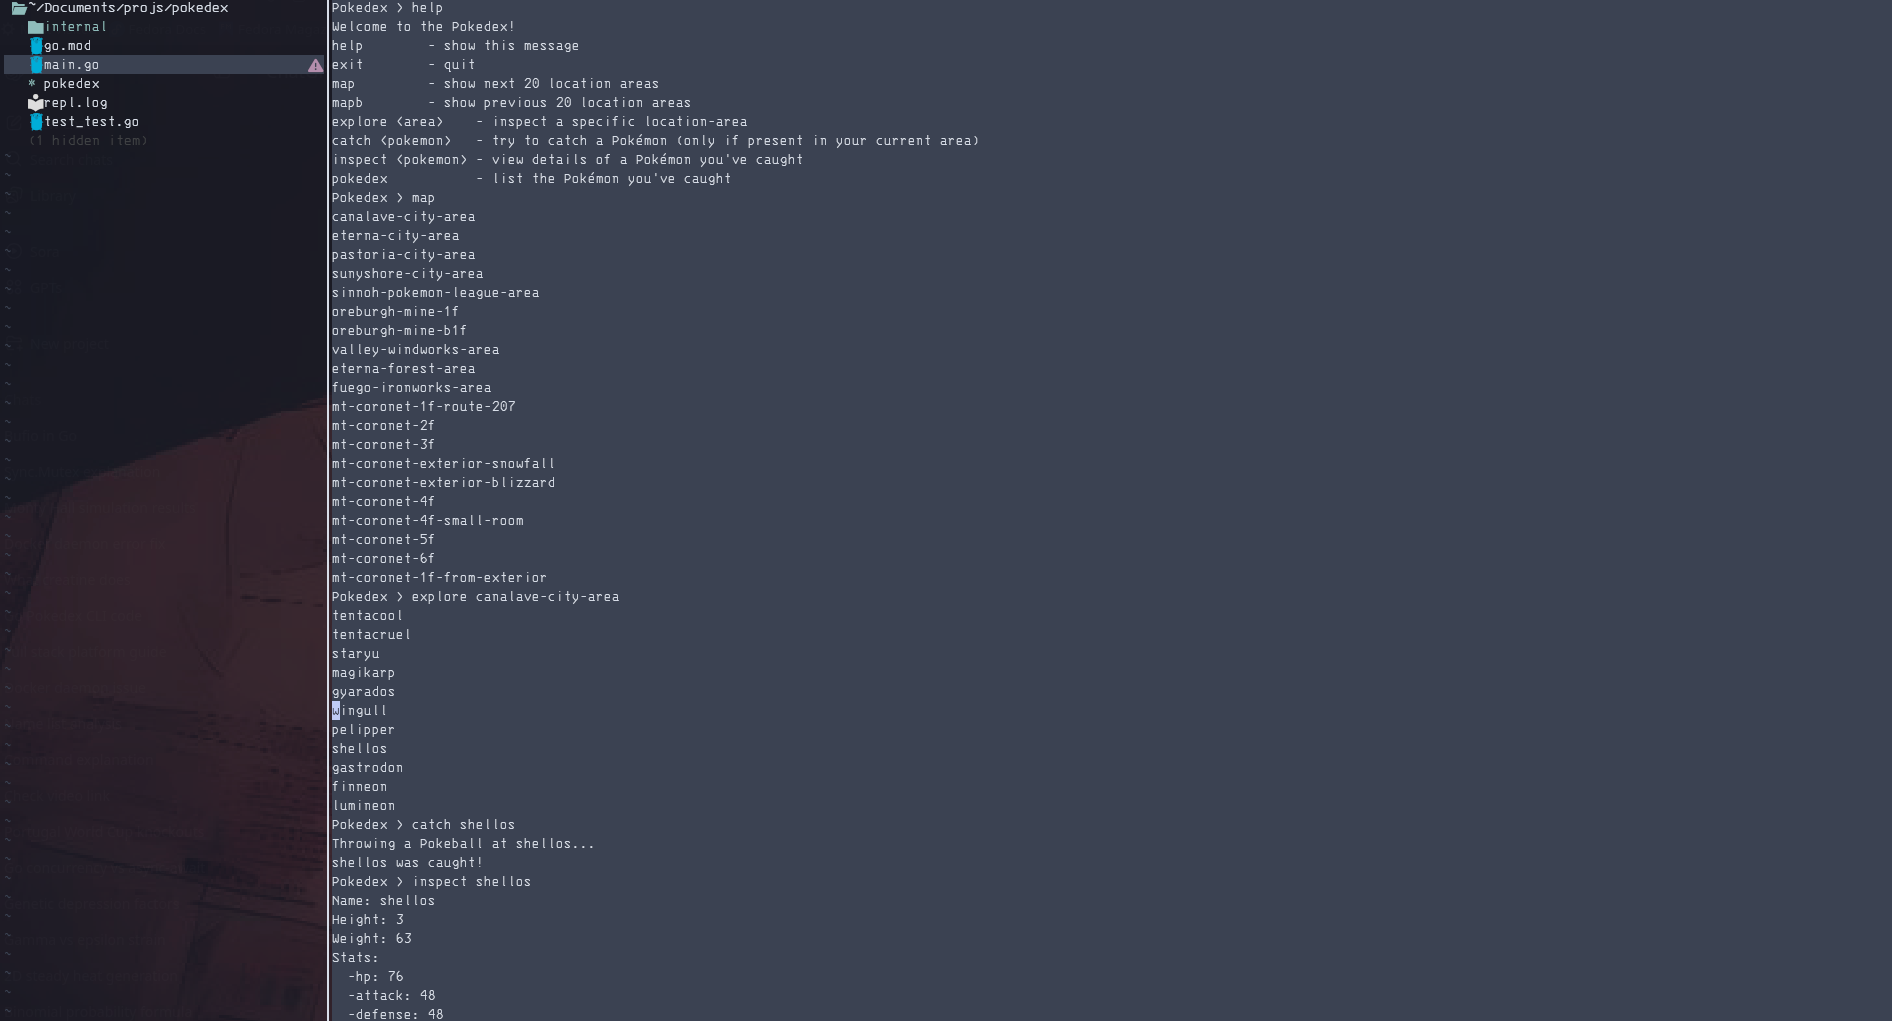 ~/Documents/projs/pokedex
internal
go.mod
main.go
* pokedex
repl.log
test_test.go
(1 hidden item)
Pokedex > help
Welcome to the Pokedex!
help        - show this message
exit        - quit
map         - show next 20 location areas
mapb        - show previous 20 location areas
explore <area>    - inspect a specific location-area
catch <pokemon>   - try to catch a Pokémon (only if present in your current area)
inspect <pokemon> - view details of a Pokémon you've caught
pokedex           - list the Pokémon you've caught
Pokedex > map
canalave-city-area
eterna-city-area
pastoria-city-area
sunyshore-city-area
sinnoh-pokemon-league-area
oreburgh-mine-1f
oreburgh-mine-b1f
valley-windworks-area
eterna-forest-area
fuego-ironworks-area
mt-coronet-1f-route-207
mt-coronet-2f
mt-coronet-3f
mt-coronet-exterior-snowfall
mt-coronet-exterior-blizzard
mt-coronet-4f
mt-coronet-4f-small-room
mt-coronet-5f
mt-coronet-6f
mt-coronet-1f-from-exterior
Pokedex > explore canalave-city-area
tentacool
tentacruel
staryu
magikarp
gyarados
wingull
pelipper
shellos
gastrodon
finneon
lumineon
Pokedex > catch shellos
Throwing a Pokeball at shellos...
shellos was caught!
Pokedex > inspect shellos
Name: shellos
Height: 3
Weight: 63
Stats:
  -hp: 76
  -attack: 48
  -defense: 48